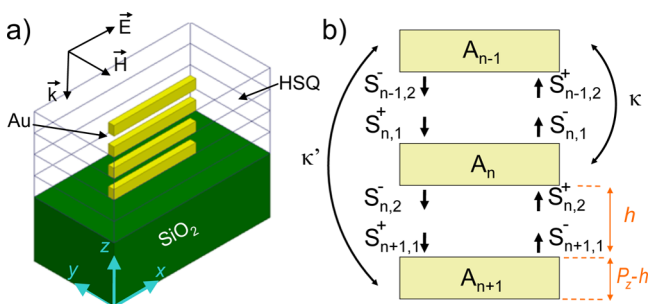 a)
E
H
k
HSQ
Au
SiO₂
z
y
x
b)
Aₙ₋₁
S⁻ₙ₋₁,₂
S⁺ₙ₋₁,₂
S⁺ₙ,₁
S⁻ₙ,₁
κ
κ'
Aₙ
S⁻ₙ,₂
S⁺ₙ,₂
h
S⁺ₙ₊₁,₁
S⁻ₙ₊₁,₁
Aₙ₊₁
P_z-h